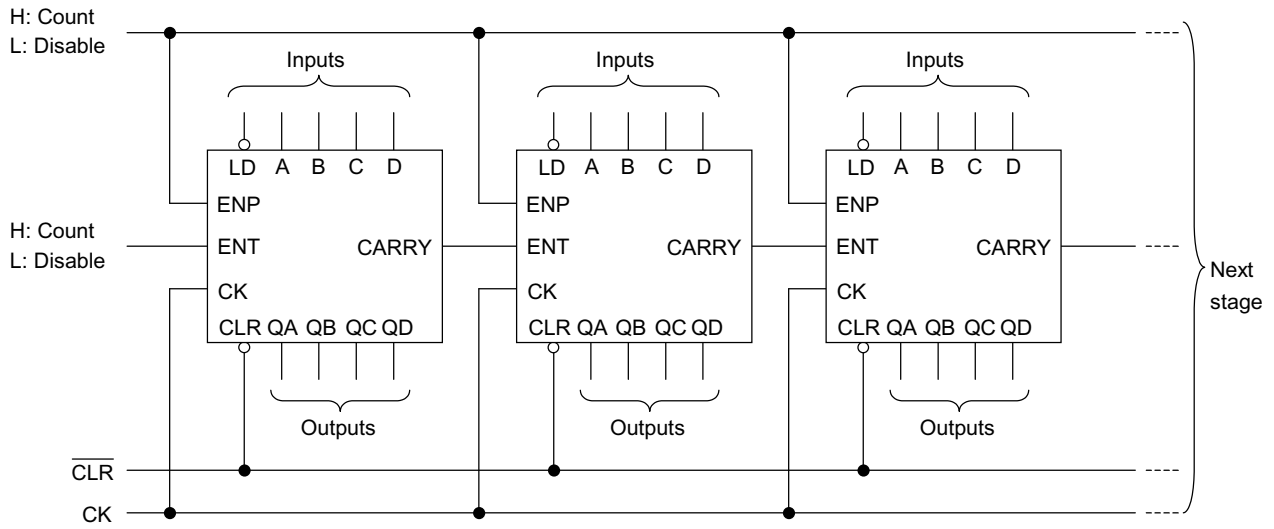 H: Count
L: Disable
Inputs
Inputs
Inputs
LD A B C D
LD A B C D
LD A B C D
ENP
ENP
ENP
H: Count
L: Disable
ENT CARRY
ENT CARRY
ENT CARRY
CK
CK
CK
CLR QA QB QC QD
CLR QA QB QC QD
CLR QA QB QC QD
Outputs
Outputs
Outputs
Next
stage
C̅L̅R̅
CK